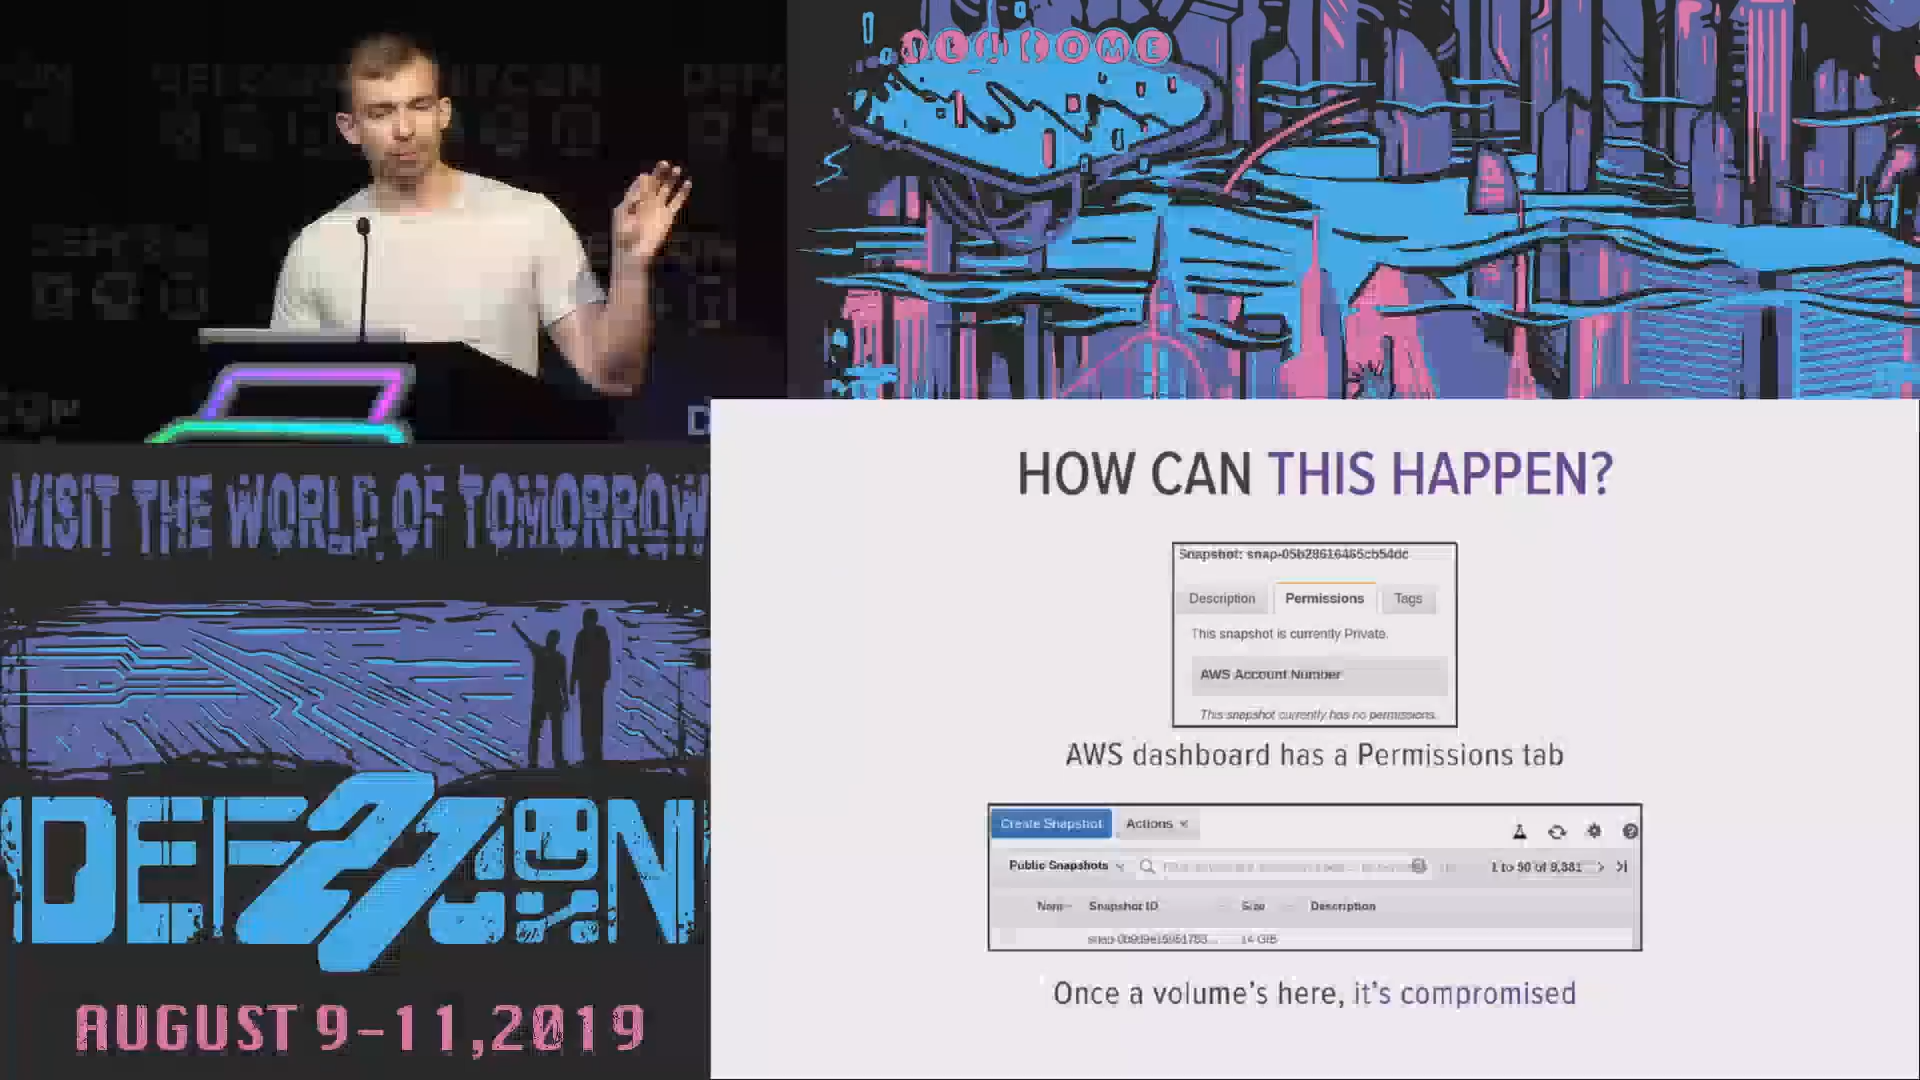 WELCOME
VISIT THE WORLD OF TOMORROW
DEF CON
27
AUGUST 9-11,2019
HOW CAN THIS HAPPEN?
Snapshot: snap-05b28616465cb54dc
Description Permissions Tags
This snapshot is currently Private.
AWS Account Number
This snapshot currently has no permissions.
AWS dashboard has a Permissions tab
Create Snapshot Actions
Public Snapshots 1 to 50 of 9,381
Name Snapshot ID Size Description
14 GiB
Once a volume's here, it's compromised